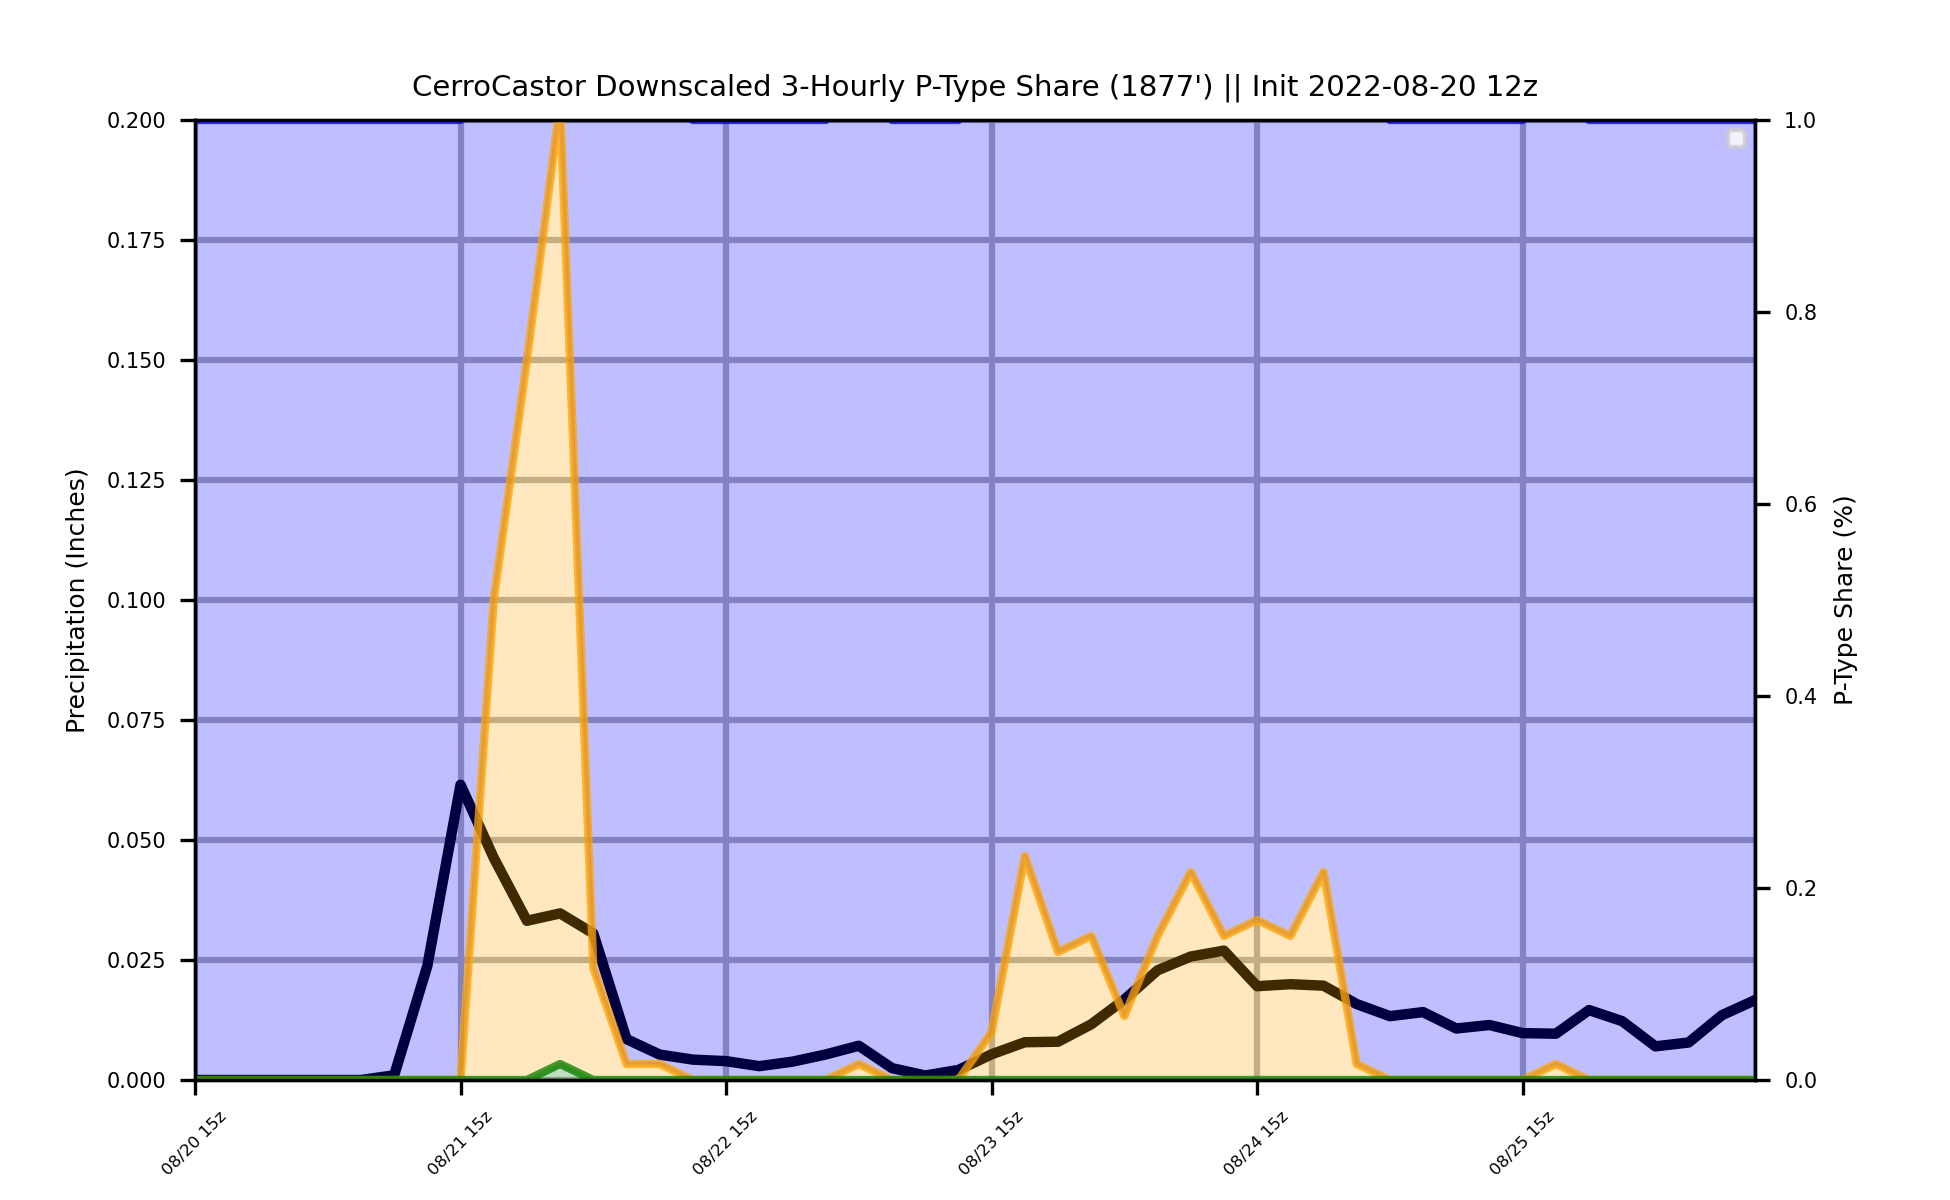 CerroCastor Downscaled 3-Hourly P-Type Share (1877') || Init 2022-08-20 12z
Precipitation (Inches)
0.200
0.175
0.150
0.125
0.100
0.075
0.050
0.025
0.000
1.0
0.8
0.6
0.4
0.2
0.0
P-Type Share (%)
08/20 15z
08/21 15z
08/22 15z
08/23 15z
08/24 15z
08/25 15z